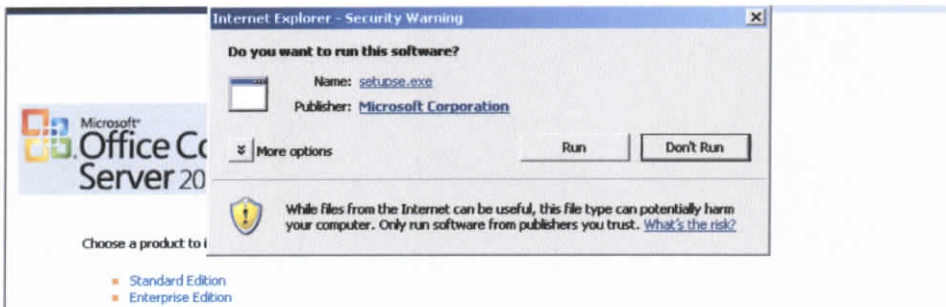 Internet Explorer - Security Warning
Do you want to run this software?
Name: setupse.exe
Publisher: Microsoft Corporation
More options
Run
Don't Run
While files from the Internet can be useful, this file type can potentially harm
your computer. Only run software from publishers you trust. What's the risk?
Microsoft
Office Co
Server 20
Choose a product to i
Standard Edition
Enterprise Edition